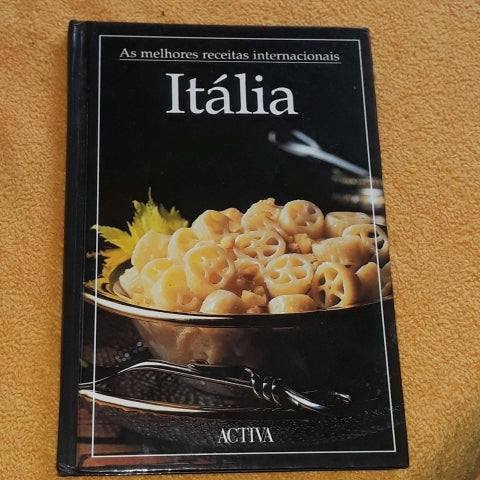 As melhores receitas internacionais
Itália
ACTIVA